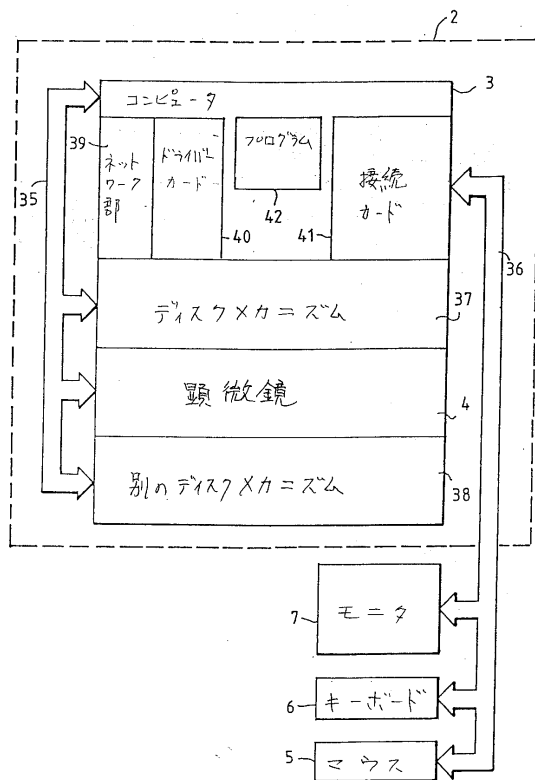 2
コンピュータ
3
39
ネット
ワーク
郡
ドライバー
カード
プログラム
42
接続
カード
35
40
41
36
ディスクメカニズム
37
顕微鏡
4
別のディスクメカニズム
38
モニタ
7
キーボード
6
マウス
5